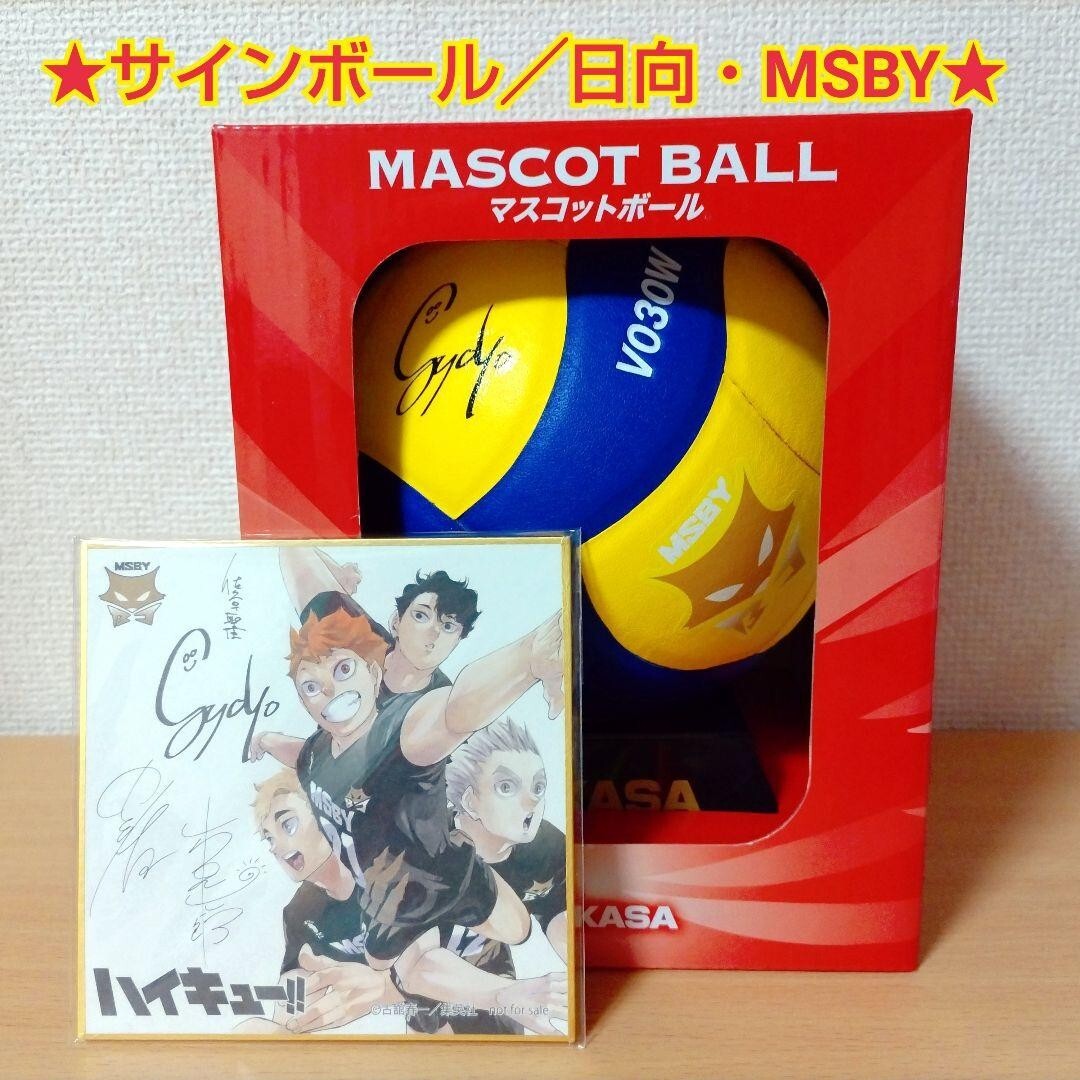 ★サインボール／日向・MSBY★
MASCOT BALL
マスコットボール
V030W
MSBY
KASA
KASA
MSBY
MSBY
ハイキュー!!
©古舘春一／集英社 not for sale